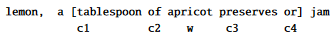 lemon, a [tablespoon of apricot preserves or] jam
c1 c2 w c3 c4